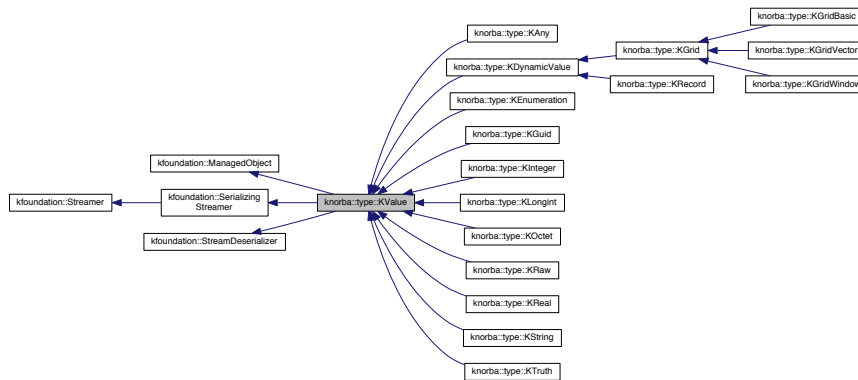 knorba::type::KGridBasic
knorba::type::KAny
knorba::type::KGrid
knorba::type::KGridVector
knorba::type::KDynamicValue
knorba::type::KRecord
knorba::type::KGridWindow
knorba::type::KEnumeration
knorba::type::KGuid
kfoundation::ManagedObject
knorba::type::KInteger
kfoundation::Streamer
kfoundation::Serializing
Streamer
knorba::type::KValue
knorba::type::KLongint
knorba::type::KOctet
kfoundation::StreamDeserializer
knorba::type::KRaw
knorba::type::KReal
knorba::type::KString
knorba::type::KTruth